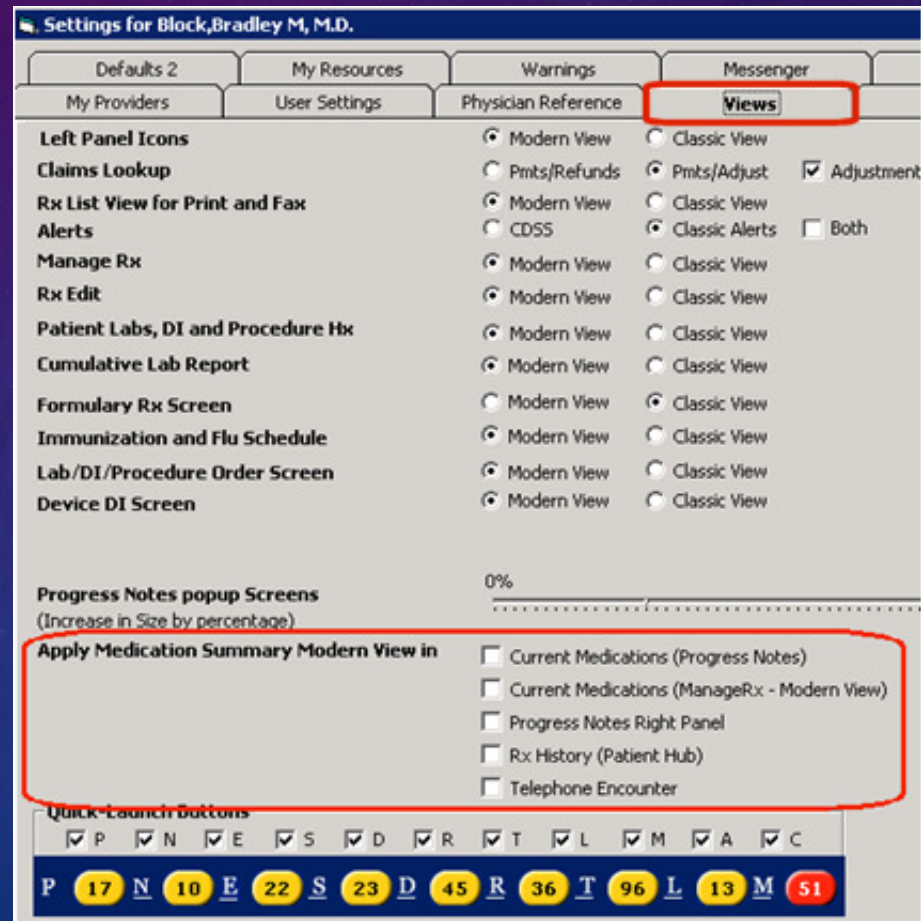 Settings for Block,Bradley M, M.D.
Defaults 2 My Resources Warnings Messenger
My Providers User Settings Physician Reference Views
Left Panel Icons Modern View Classic View
Claims Lookup Pmts/Refunds Pmts/Adjust Adjustment
Rx List View for Print and Fax Modern View Classic View
Alerts CDSS Classic Alerts Both
Manage Rx Modern View Classic View
Rx Edit Modern View Classic View
Patient Labs, DI and Procedure Hx Modern View Classic View
Cumulative Lab Report Modern View Classic View
Formulary Rx Screen Modern View Classic View
Immunization and Flu Schedule Modern View Classic View
Lab/DI/Procedure Order Screen Modern View Classic View
Device DI Screen Modern View Classic View
0%
Progress Notes popup Screens
(Increase in Size by percentage)
Apply Medication Summary Modern View in Current Medications (Progress Notes)
Current Medications (ManageRx - Modern View)
Progress Notes Right Panel
Rx History (Patient Hub)
Telephone Encounter
Quick-Launch Buttons
P N E S D R T L M A C
P 17 N 10 E 22 S 23 D 45 R 36 T 96 L 13 M 51